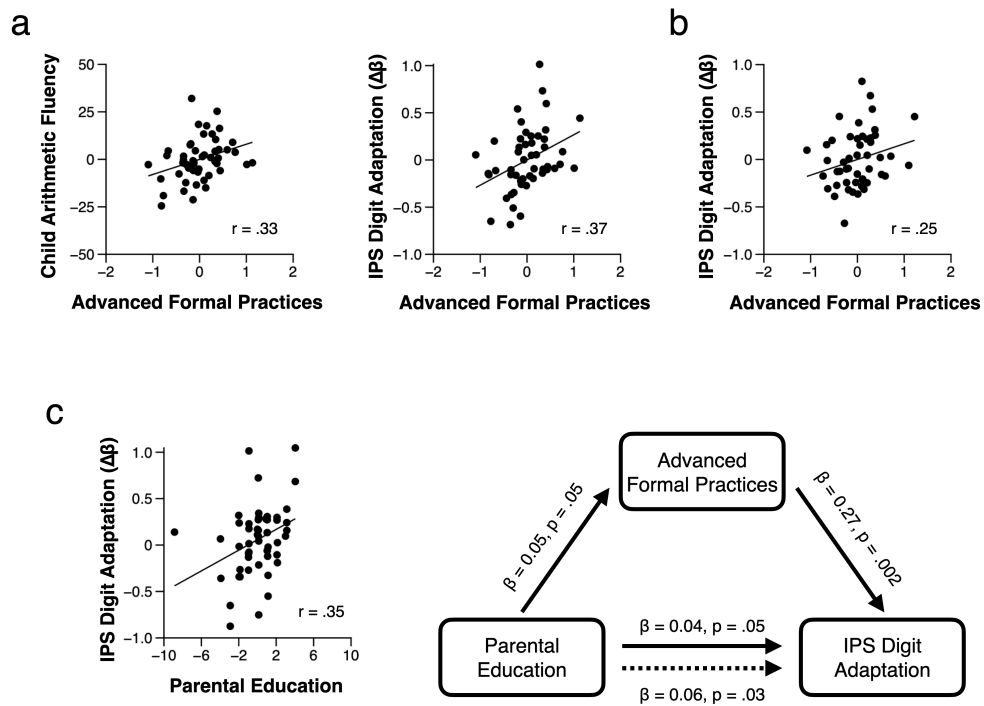 a
b
Child Arithmetic Fluency
50
25
0
−25
−50
−2
−1
0
1
2
r = .33
Advanced Formal Practices
IPS Digit Adaptation (Δβ)
1.0
0.5
0
−0.5
−1.0
−2
−1
0
1
2
r = .37
Advanced Formal Practices
IPS Digit Adaptation (Δβ)
1.0
0.5
0
−0.5
−1.0
−2
−1
0
1
2
r = .25
Advanced Formal Practices
c
IPS Digit Adaptation (Δβ)
1.0
0.5
0
−0.5
−1.0
−10
−6
−2
2
6
10
r = .35
Parental Education
Advanced
Formal Practices
β = 0.05, p = .05
β = 0.27, p = .002
Parental
Education
β = 0.04, p = .05
β = 0.06, p = .03
IPS Digit
Adaptation